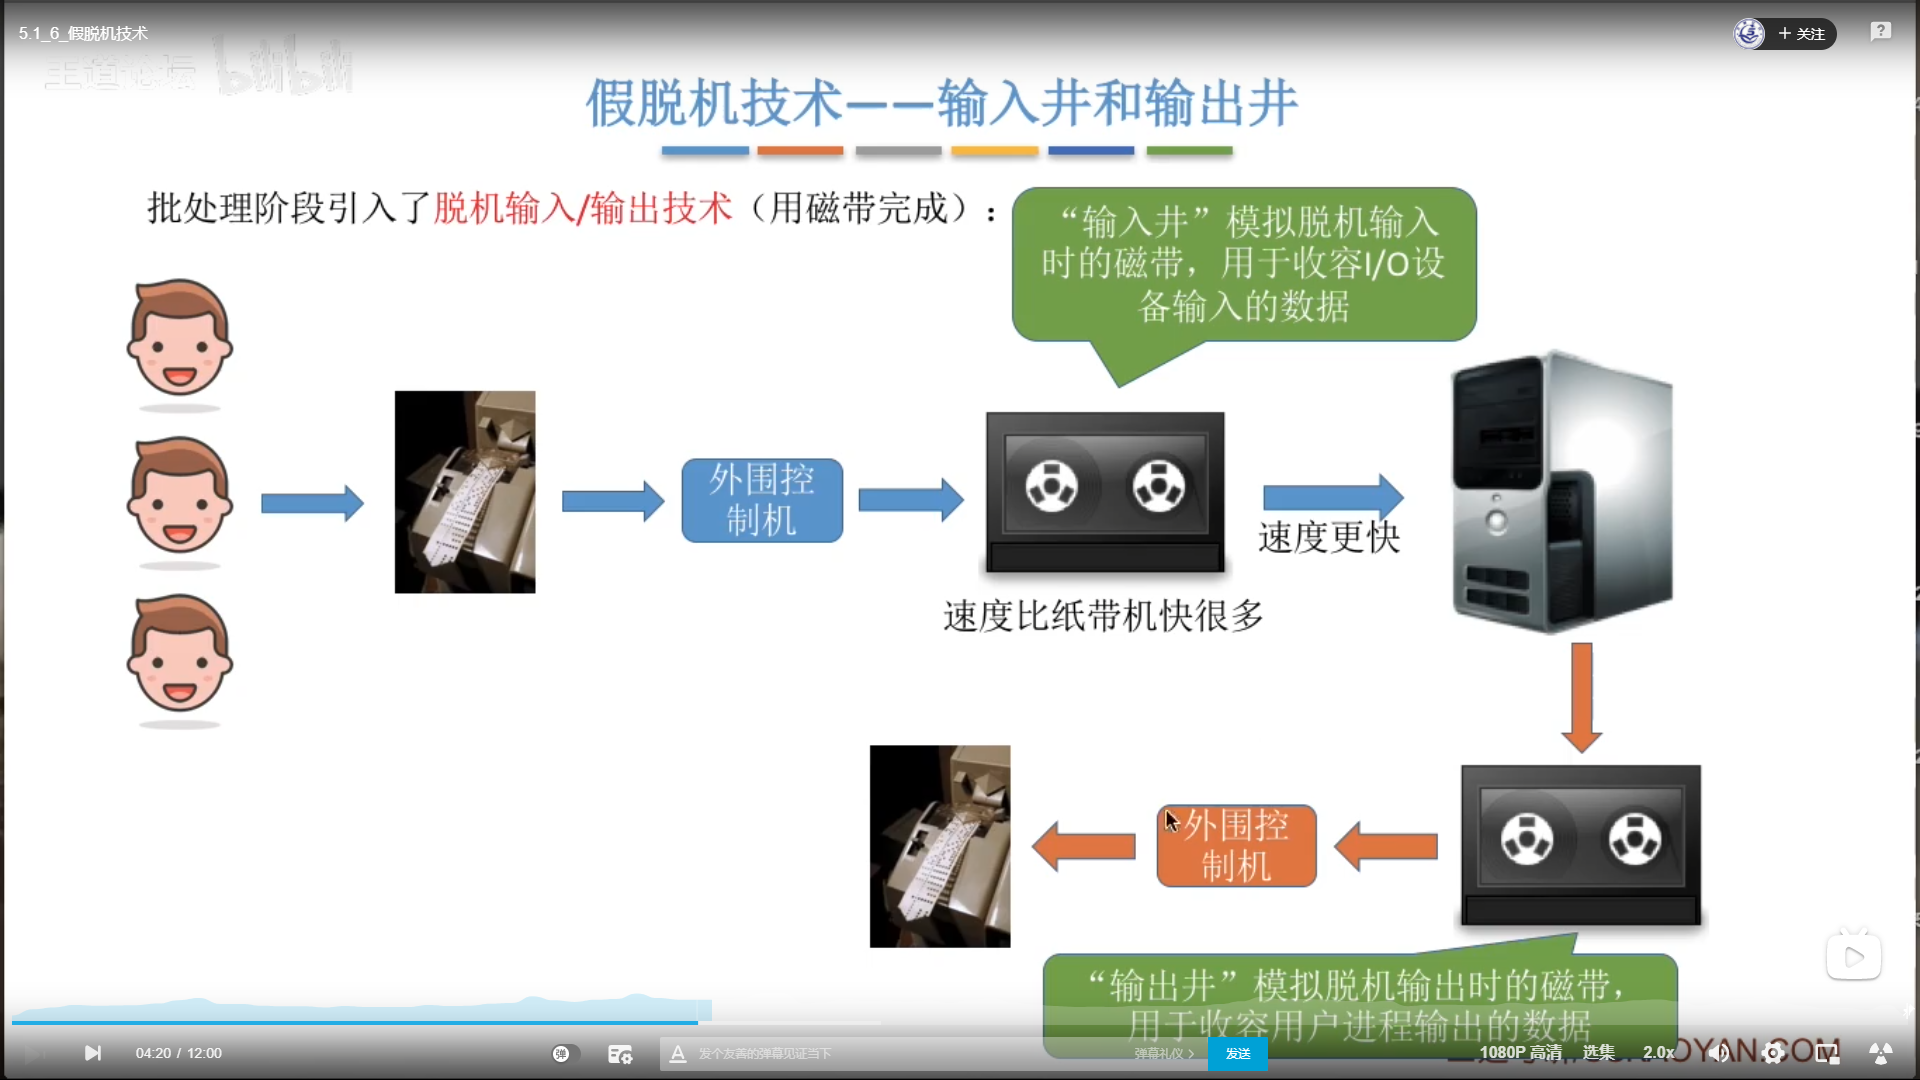 5.1_6_假脱机技术
+ 关注
王道论坛 bilibili
假脱机技术——输入井和输出井
批处理阶段引入了脱机输入/输出技术（用磁带完成）：
“输入井”模拟脱机输入
时的磁带，用于收容I/O设
备输入的数据
外围控
制机
速度更快
速度比纸带机快很多
外围控
制机
“输出井”模拟脱机输出时的磁带，
用于收容用户进程输出的数据
04:20 / 12:00
弹
发个友善的弹幕见证当下
弹幕礼仪 >
发送
1080P 高清
选集
2.0x
OYAN.COM